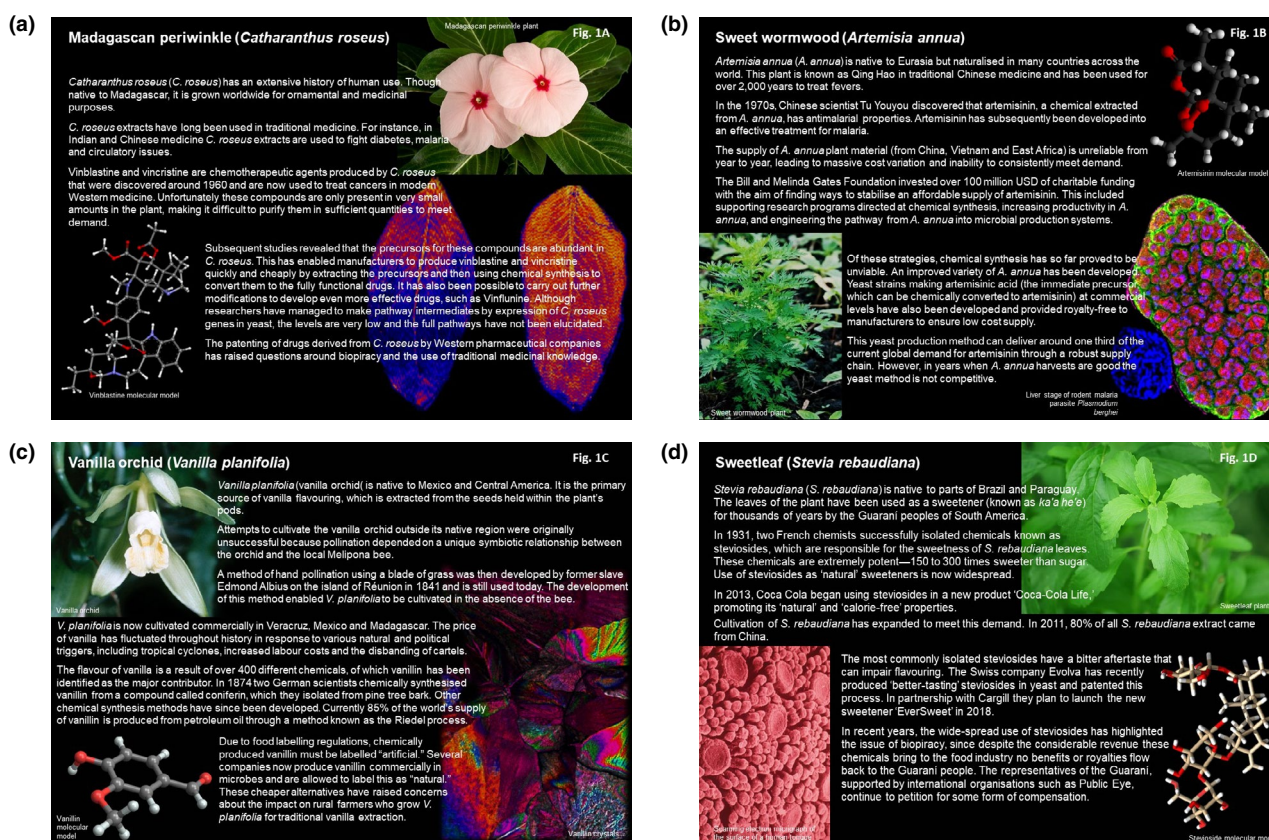 (a)
Madagascar periwinkle plant
Fig. 1A
Madagascan periwinkle (Catharanthus roseus)
Catharanthus roseus (C. roseus) has an extensive history of human use. Though
native to Madagascar, it is grown worldwide for ornamental and medicinal
purposes.
C. roseus extracts have long been used in traditional medicine. For instance, in
Indian and Chinese medicine C. roseus extracts are used to fight diabetes, malaria
and circulatory issues.
Vinblastine and vincristine are chemotherapeutic agents produced by C. roseus
that were discovered around 1960 and are now used to treat cancers in modern
Western medicine. Unfortunately these compounds are only present in very small
amounts in the plant, making it difficult to purify them in sufficient quantities to meet
demand.
Subsequent studies revealed that the precursors for these compounds are abundant in
C. roseus. This has enabled manufacturers to produce vinblastine and vincristine
quickly and cheaply by extracting the precursors and then using chemical synthesis to
convert them to the fully functional drugs. It has also been possible to carry out further
modifications to develop even more effective drugs, such as Vinflunine. Although
researchers have managed to make pathway intermediates by expression of C. roseus
genes in yeast, the levels are very low and the full pathways have not been elucidated.
The patenting of drugs derived from C. roseus by Western pharmaceutical companies
has raised questions around biopiracy and the use of traditional medicinal knowledge.
Vinblastine molecular model
(b)
Fig. 1B
Sweet wormwood (Artemisia annua)
Artemisia annua (A. annua) is native to Eurasia but naturalised in many countries across the
world. This plant is known as Qing Hao in traditional Chinese medicine and has been used for
over 2,000 years to treat fevers.
In the 1970s, Chinese scientist Tu Youyou discovered that artemisinin, a chemical extracted
from A. annua, has antimalarial properties. Artemisinin has subsequently been developed into
an effective treatment for malaria.
The supply of A. annua plant material (from China, Vietnam and East Africa) is unreliable from
year to year, leading to massive cost variation and inability to consistently meet demand.
Artemisinin molecular model
The Bill and Melinda Gates Foundation invested over 100 million USD of charitable funding
with the aim of finding ways to stabilise an affordable supply of artemisinin. This included
supporting research programs directed at chemical synthesis, increasing productivity in A.
annua, and engineering the pathway from A. annua into microbial production systems.
Of these strategies, chemical synthesis has so far proved to be
unviable. An improved variety of A. annua has been developed.
Yeast strains making artemisinic acid (the immediate precursor,
which can be chemically converted to artemisinin) at commercial
levels have also been developed and provided royalty-free to
manufacturers to ensure low cost supply.
This yeast production method can deliver around one third of the
current global demand for artemisinin through a robust supply
chain. However, in years when A. annua harvests are good the
yeast method is not competitive.
Sweet wormwood plant
Liver stage of rodent malaria
parasite Plasmodium
berghei
(c)
Vanilla orchid (Vanilla planifolia)
Fig. 1C
Vanilla planifolia (vanilla orchid( is native to Mexico and Central America. It is the primary
source of vanilla flavouring, which is extracted from the seeds held within the plant's
pods.
Attempts to cultivate the vanilla orchid outside its native region were originally
unsuccessful because pollination depended on a unique symbiotic relationship between
the orchid and the local Melipona bee.
A method of hand pollination using a blade of grass was then developed by former slave
Edmond Albius on the island of Réunion in 1841 and is still used today. The development
of this method enabled V. planifolia to be cultivated in the absence of the bee.
Vanilla orchid
V. planifolia is now cultivated commercially in Veracruz, Mexico and Madagascar. The price
of vanilla has fluctuated throughout history in response to various natural and political
triggers, including tropical cyclones, increased labour costs and the disbanding of cartels.
The flavour of vanilla is a result of over 400 different chemicals, of which vanillin has been
identified as the major contributor. In 1874 two German scientists chemically synthesised
vanillin from a compound called coniferin, which they isolated from pine tree bark. Other
chemical synthesis methods have since been developed. Currently 85% of the world's supply
of vanillin is produced from petroleum oil through a method known as the Riedel process.
Due to food labelling regulations, chemically
produced vanillin must be labelled "artificial." Several
companies now produce vanillin commercially in
microbes and are allowed to label this as "natural."
These cheaper alternatives have raised concerns
about the impact on rural farmers who grow V.
planifolia for traditional vanilla extraction.
Vanillin
molecular
model
Vanillin crystals
(d)
Sweetleaf (Stevia rebaudiana)
Fig. 1D
Stevia rebaudiana (S. rebaudiana) is native to parts of Brazil and Paraguay.
The leaves of the plant have been used as a sweetener (known as ka'a he'e)
for thousands of years by the Guaraní peoples of South America.
In 1931, two French chemists successfully isolated chemicals known as
steviosides, which are responsible for the sweetness of S. rebaudiana leaves.
These chemicals are extremely potent—150 to 300 times sweeter than sugar.
Use of steviosides as 'natural' sweeteners is now widespread.
In 2013, Coca Cola began using steviosides in a new product 'Coca-Cola Life,'
promoting its 'natural' and 'calorie-free' properties.
Sweetleaf plant
Cultivation of S. rebaudiana has expanded to meet this demand. In 2011, 80% of all S. rebaudiana extract came
from China.
The most commonly isolated steviosides have a bitter aftertaste that
can impair flavouring. The Swiss company Evolva has recently
produced 'better-tasting' steviosides in yeast and patented this
process. In partnership with Cargill they plan to launch the new
sweetener 'EverSweet' in 2018.
In recent years, the wide-spread use of steviosides has highlighted
the issue of biopiracy, since despite the considerable revenue these
chemicals bring to the food industry no benefits or royalties flow
back to the Guaraní people. The representatives of the Guaraní,
supported by international organisations such as Public Eye,
continue to petition for some form of compensation.
Scanning electron micrograph of
the surface of a human tongue
Stevioside molecular model